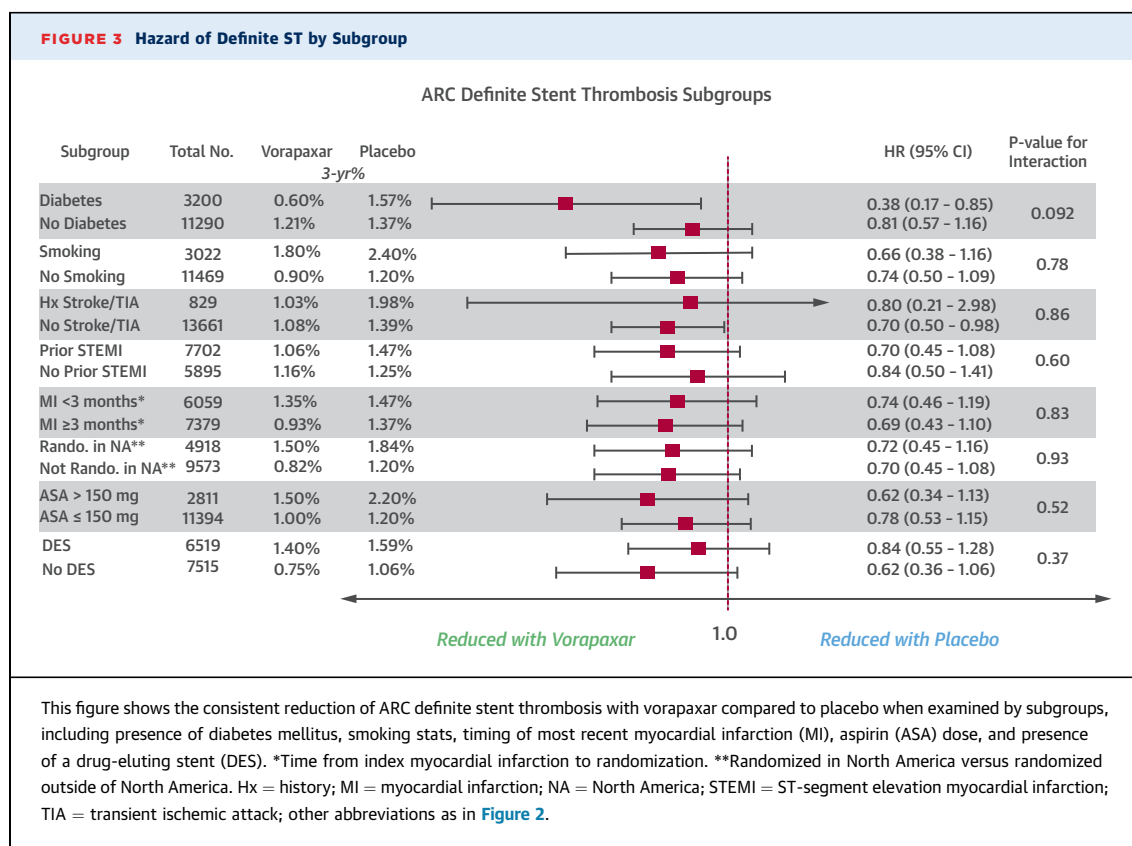 FIGURE 3 Hazard of Definite ST by Subgroup
ARC Definite Stent Thrombosis Subgroups
Subgroup Total No. Vorapaxar Placebo HR (95% CI) P-value for Interaction
3-yr%
Diabetes 3200 0.60% 1.57% 0.38 (0.17 – 0.85)
0.092
No Diabetes 11290 1.21% 1.37% 0.81 (0.57 – 1.16)
Smoking 3022 1.80% 2.40% 0.66 (0.38 – 1.16)
0.78
No Smoking 11469 0.90% 1.20% 0.74 (0.50 – 1.09)
Hx Stroke/TIA 829 1.03% 1.98% 0.80 (0.21 – 2.98)
0.86
No Stroke/TIA 13661 1.08% 1.39% 0.70 (0.50 – 0.98)
Prior STEMI 7702 1.06% 1.47% 0.70 (0.45 – 1.08)
0.60
No Prior STEMI 5895 1.16% 1.25% 0.84 (0.50 – 1.41)
MI <3 months* 6059 1.35% 1.47% 0.74 (0.46 – 1.19)
0.83
MI ≥3 months* 7379 0.93% 1.37% 0.69 (0.43 – 1.10)
Rando. in NA** 4918 1.50% 1.84% 0.72 (0.45 – 1.16)
0.93
Not Rando. in NA** 9573 0.82% 1.20% 0.70 (0.45 – 1.08)
ASA > 150 mg 2811 1.50% 2.20% 0.62 (0.34 – 1.13)
0.52
ASA ≤ 150 mg 11394 1.00% 1.20% 0.78 (0.53 – 1.15)
DES 6519 1.40% 1.59% 0.84 (0.55 – 1.28)
0.37
No DES 7515 0.75% 1.06% 0.62 (0.36 – 1.06)
Reduced with Vorapaxar 1.0 Reduced with Placebo
This figure shows the consistent reduction of ARC definite stent thrombosis with vorapaxar compared to placebo when examined by subgroups,
including presence of diabetes mellitus, smoking stats, timing of most recent myocardial infarction (MI), aspirin (ASA) dose, and presence
of a drug-eluting stent (DES). *Time from index myocardial infarction to randomization. **Randomized in North America versus randomized
outside of North America. Hx = history; MI = myocardial infarction; NA = North America; STEMI = ST-segment elevation myocardial infarction;
TIA = transient ischemic attack; other abbreviations as in Figure 2.